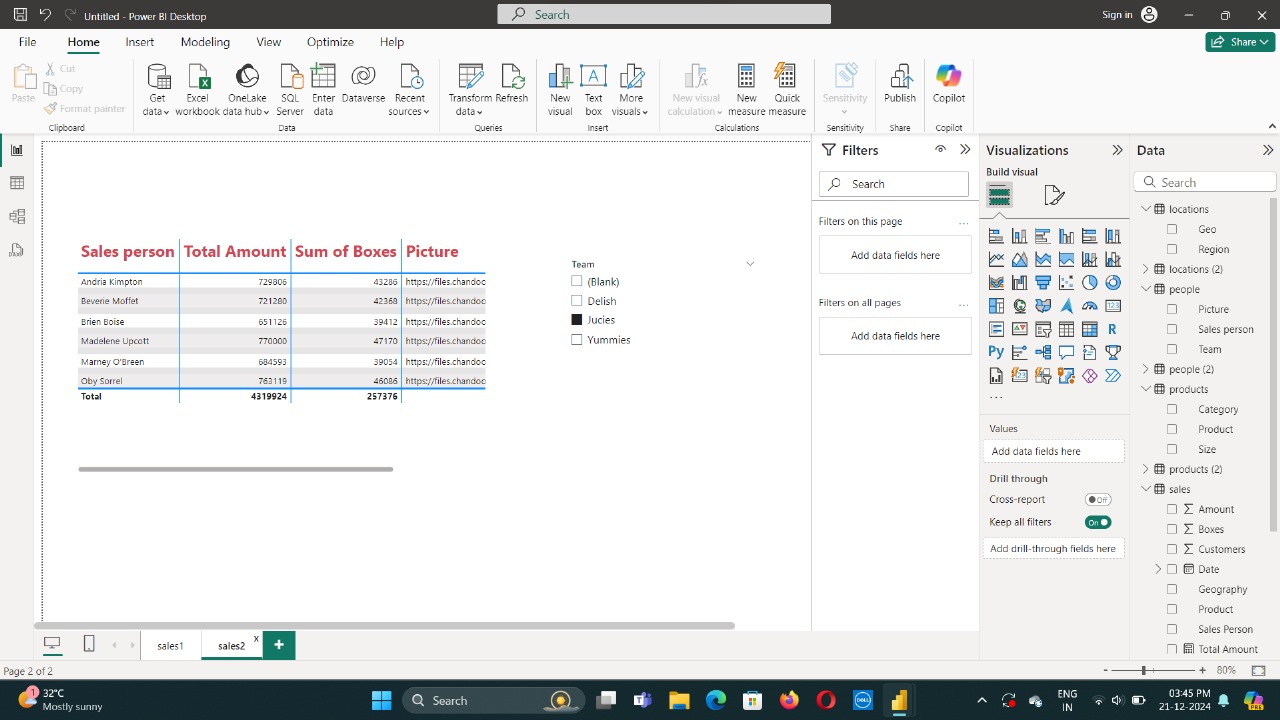 Untitled - Power BI Desktop
Search
Sign in
File Home Insert Modeling View Optimize Help
Share
Paste
Cut
Copy
Format painter
Clipboard
Get data
Excel workbook
OneLake data hub
SQL Server
Enter data
Dataverse
Recent sources
Data
Transform data
Refresh
Queries
New visual
Text box
More visuals
Insert
New visual calculation
New measure
Quick measure
Calculations
Sensitivity
Sensitivity
Publish
Share
Copilot
Copilot
Sales person Total Amount Sum of Boxes Picture
Andria Kimpton 729806 43286 https://files.chandoo
Beverie Moffet 721280 42368 https://files.chandoo
Brien Boise 651126 39412 https://files.chandoo
Madelene Upcott 770000 47170 https://files.chandoo
Marney O'Breen 684593 39054 https://files.chandoo
Oby Sorrel 763119 46086 https://files.chandoo
Total 4319924 257376
Team
(Blank)
Delish
Jucies
Yummies
Filters
Search
Filters on this page ...
Add data fields here
Filters on all pages ...
Add data fields here
Visualizations
Build visual
123
R
Py
...
Values
Add data fields here
Drill through
Cross-report Off
Keep all filters On
Add drill-through fields here
Data
Search
locations
Geo
Region
locations (2)
people
Picture
Sales person
Team
people (2)
products
Category
Product
Size
products (2)
sales
Σ Amount
Σ Boxes
Σ Customers
Date
Geography
Product
Sales Person
Total Amount
sales1
sales2 x
+
Page 2 of 2
- + 80%
1
32°C
Mostly sunny
Search
DELL
ENG
IN
03:45 PM
21-12-2024
PRE